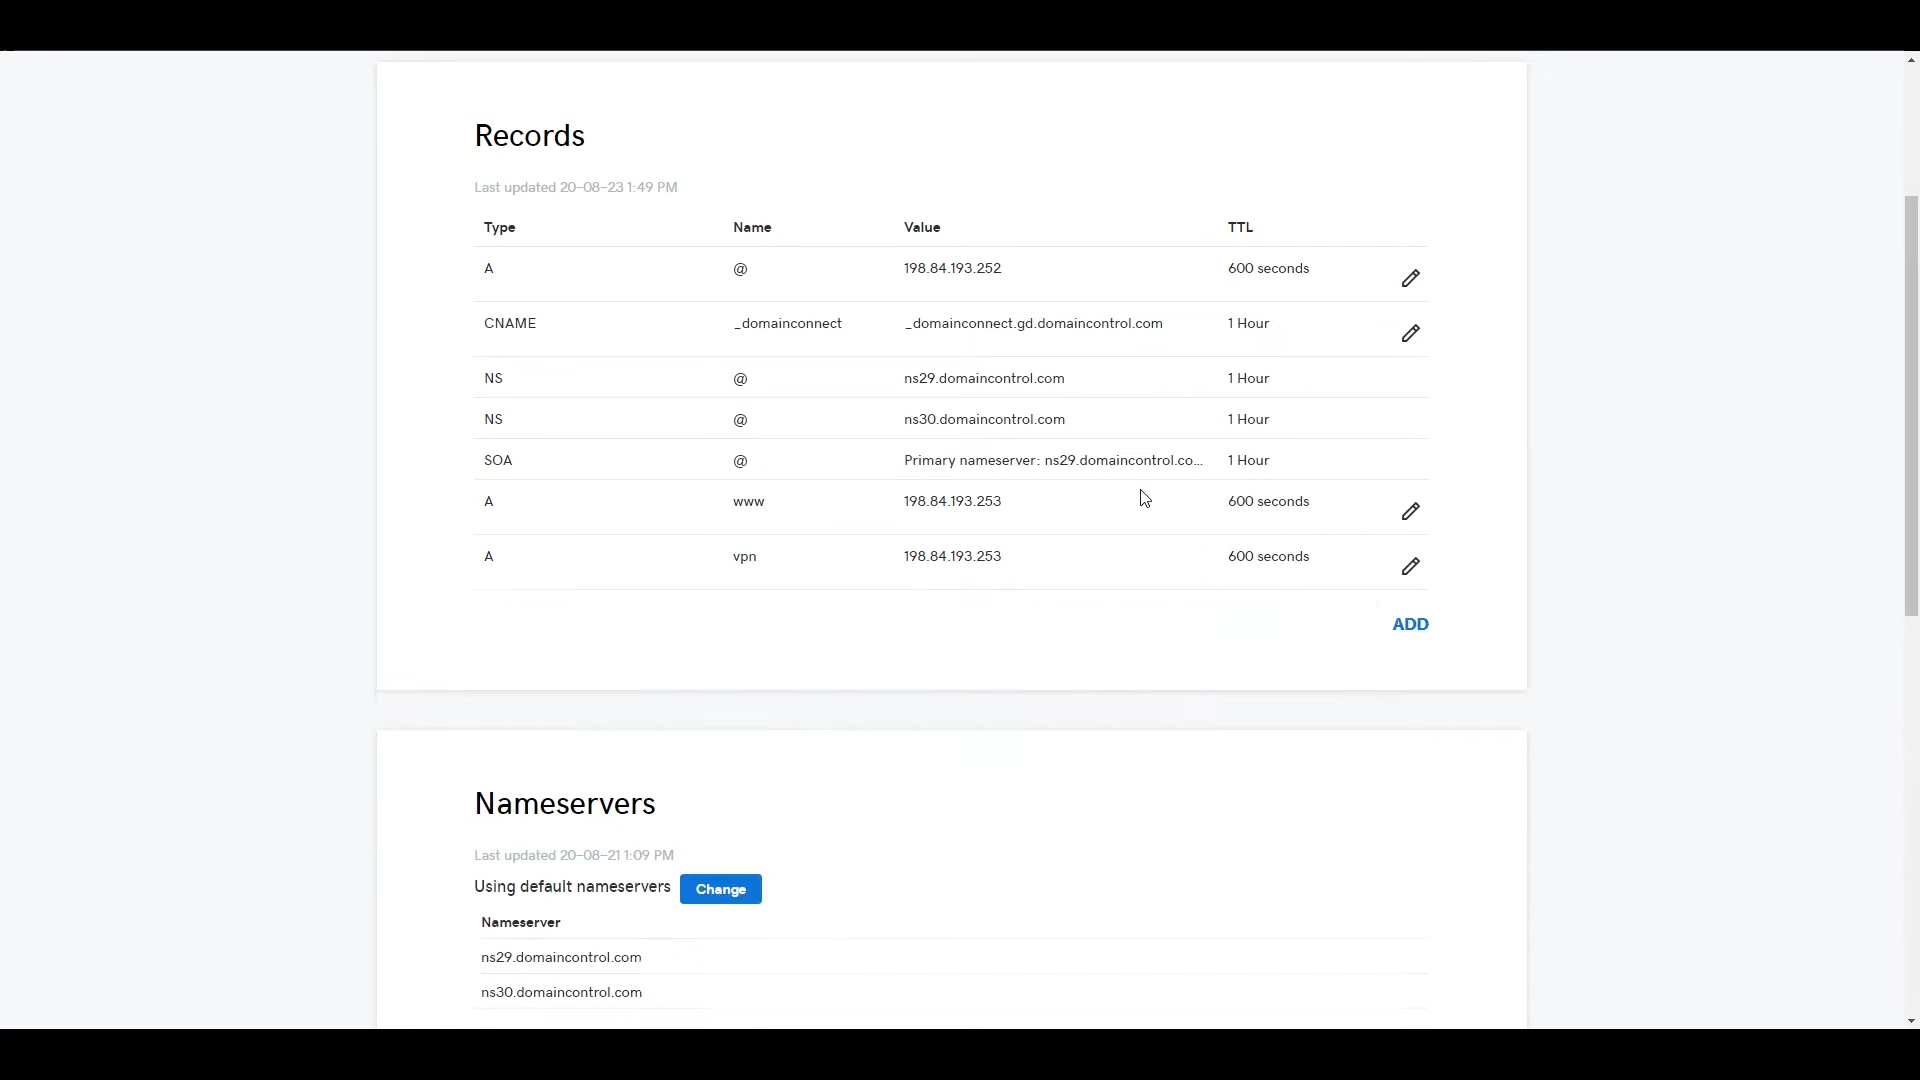 Records
Last updated 20-08-23 1:49 PM
Type Name Value TTL
A @ 198.84.193.252 600 seconds
CNAME _domainconnect _domainconnect.gd.domaincontrol.com 1 Hour
NS @ ns29.domaincontrol.com 1 Hour
NS @ ns30.domaincontrol.com 1 Hour
SOA @ Primary nameserver: ns29.domaincontrol.co... 1 Hour
A www 198.84.193.253 600 seconds
A vpn 198.84.193.253 600 seconds
ADD
Nameservers
Last updated 20-08-21 1:09 PM
Using default nameservers Change
Nameserver
ns29.domaincontrol.com
ns30.domaincontrol.com